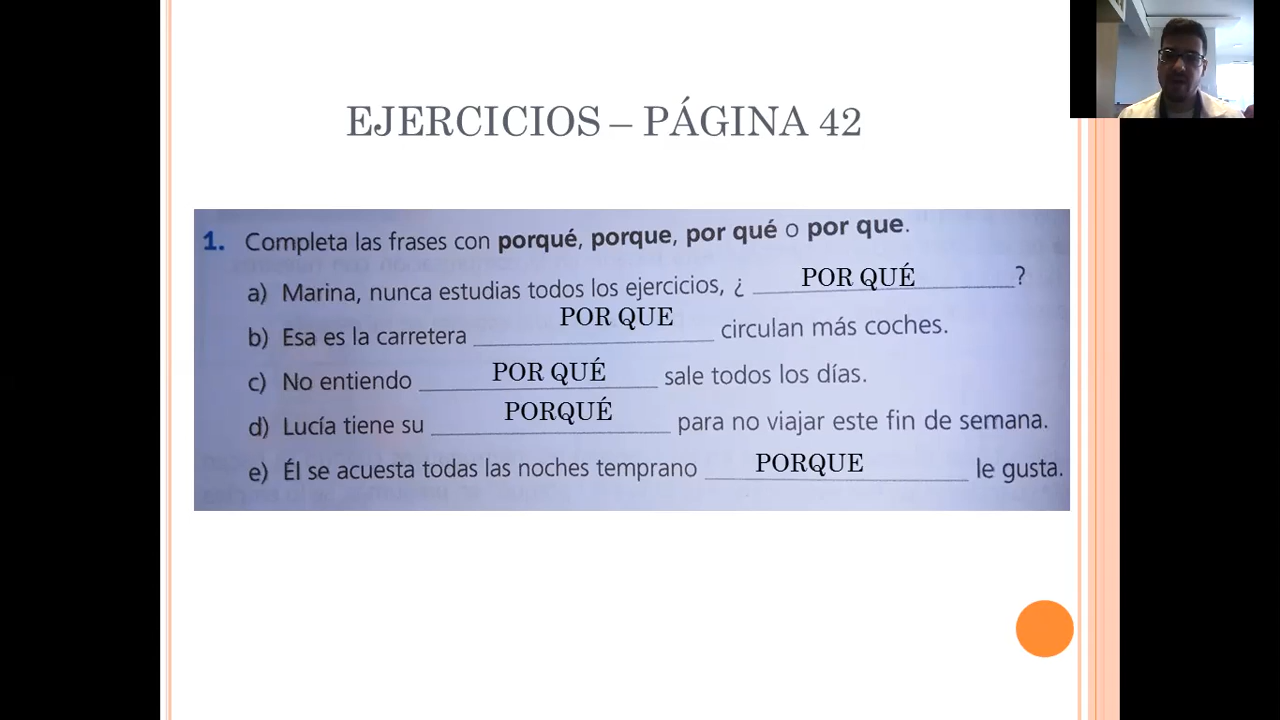 EJERCICIOS – PÁGINA 42
1. Completa las frases con porqué, porque, por qué o por que.
a) Marina, nunca estudias todos los ejercicios, ¿ POR QUÉ ?
b) Esa es la carretera POR QUE circulan más coches.
c) No entiendo POR QUÉ sale todos los días.
d) Lucía tiene su PORQUÉ para no viajar este fin de semana.
e) Él se acuesta todas las noches temprano PORQUE le gusta.